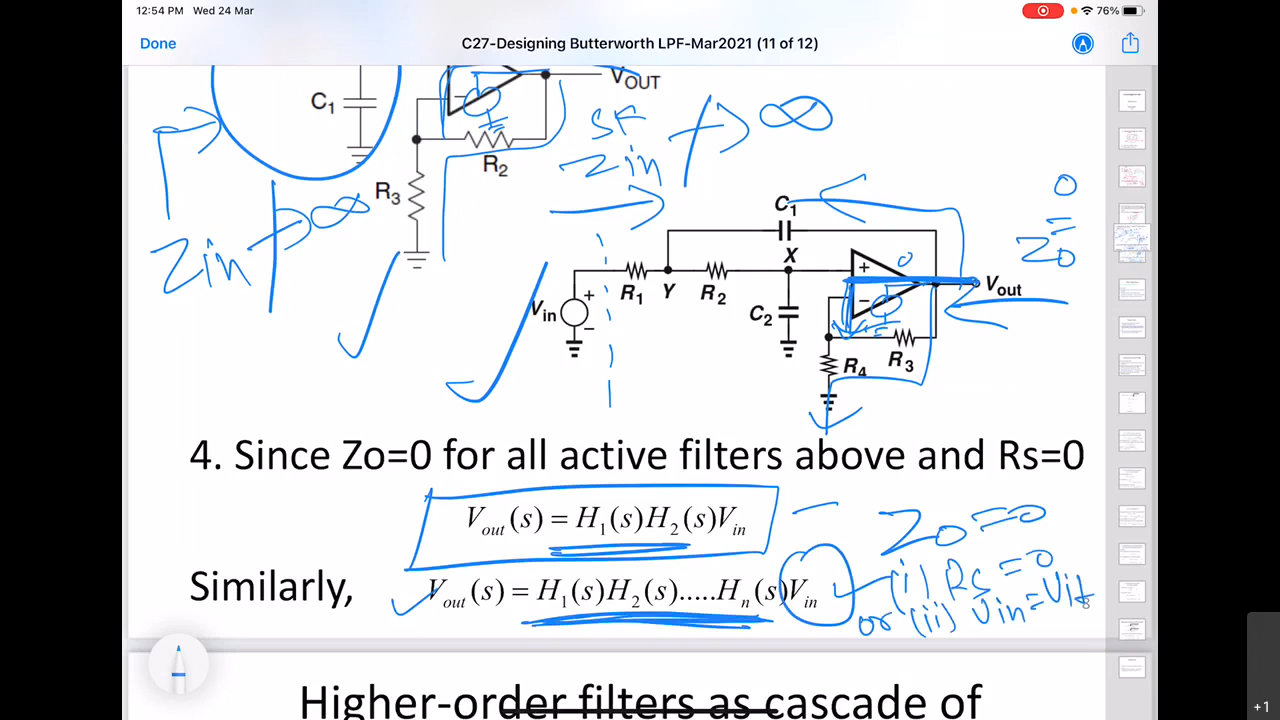 12:54 PM Wed 24 Mar
76%
Done
C27-Designing Butterworth LPF-Mar2021 (11 of 12)
C1
VOUT
R2
R3
SF
Zin ↛ ∞
Zin ↛ ∞
0
=
Zo
C1
X
R1 Y R2
C2
Vin
+
−
+
−
0
Vout
R3
R4
4. Since Zo=0 for all active filters above and Rs=0
Vout(s) = H1(s)H2(s)Vin
Zo=0
Similarly,
Vout(s) = H1(s)H2(s).....Hn(s)Vin
(i) Rs=0
or (ii) Vin=Vit
8
Higher-order filters as cascade of
+1